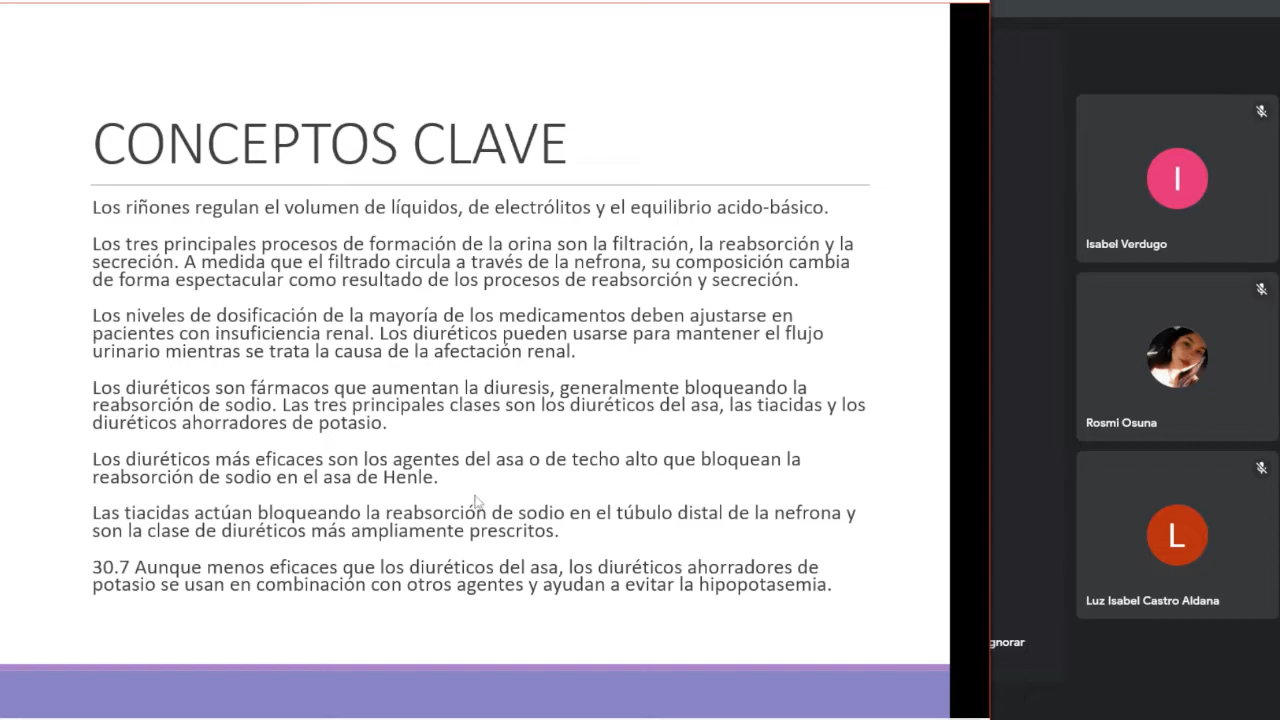 CONCEPTOS CLAVE
Los riñones regulan el volumen de líquidos, de electrólitos y el equilibrio acido-básico.
Los tres principales procesos de formación de la orina son la filtración, la reabsorción y la
secreción. A medida que el filtrado circula a través de la nefrona, su composición cambia
de forma espectacular como resultado de los procesos de reabsorción y secreción.
Los niveles de dosificación de la mayoría de los medicamentos deben ajustarse en
pacientes con insuficiencia renal. Los diuréticos pueden usarse para mantener el flujo
urinario mientras se trata la causa de la afectación renal.
Los diuréticos son fármacos que aumentan la diuresis, generalmente bloqueando la
reabsorción de sodio. Las tres principales clases son los diuréticos del asa, las tiacidas y los
diuréticos ahorradores de potasio.
Los diuréticos más eficaces son los agentes del asa o de techo alto que bloquean la
reabsorción de sodio en el asa de Henle.
Las tiacidas actúan bloqueando la reabsorción de sodio en el túbulo distal de la nefrona y
son la clase de diuréticos más ampliamente prescritos.
30.7 Aunque menos eficaces que los diuréticos del asa, los diuréticos ahorradores de
potasio se usan en combinación con otros agentes y ayudan a evitar la hipopotasemia.
I
Isabel Verdugo
Rosmi Osuna
L
Luz Isabel Castro Aldana
gnorar